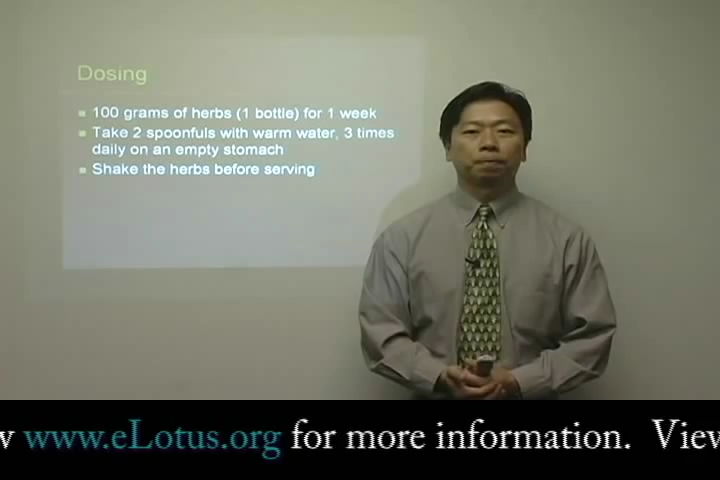 Dosing
100 grams of herbs (1 bottle) for 1 week
Take 2 spoonfuls with warm water, 3 times
daily on an empty stomach
Shake the herbs before serving
www.eLotus.org for more information. View